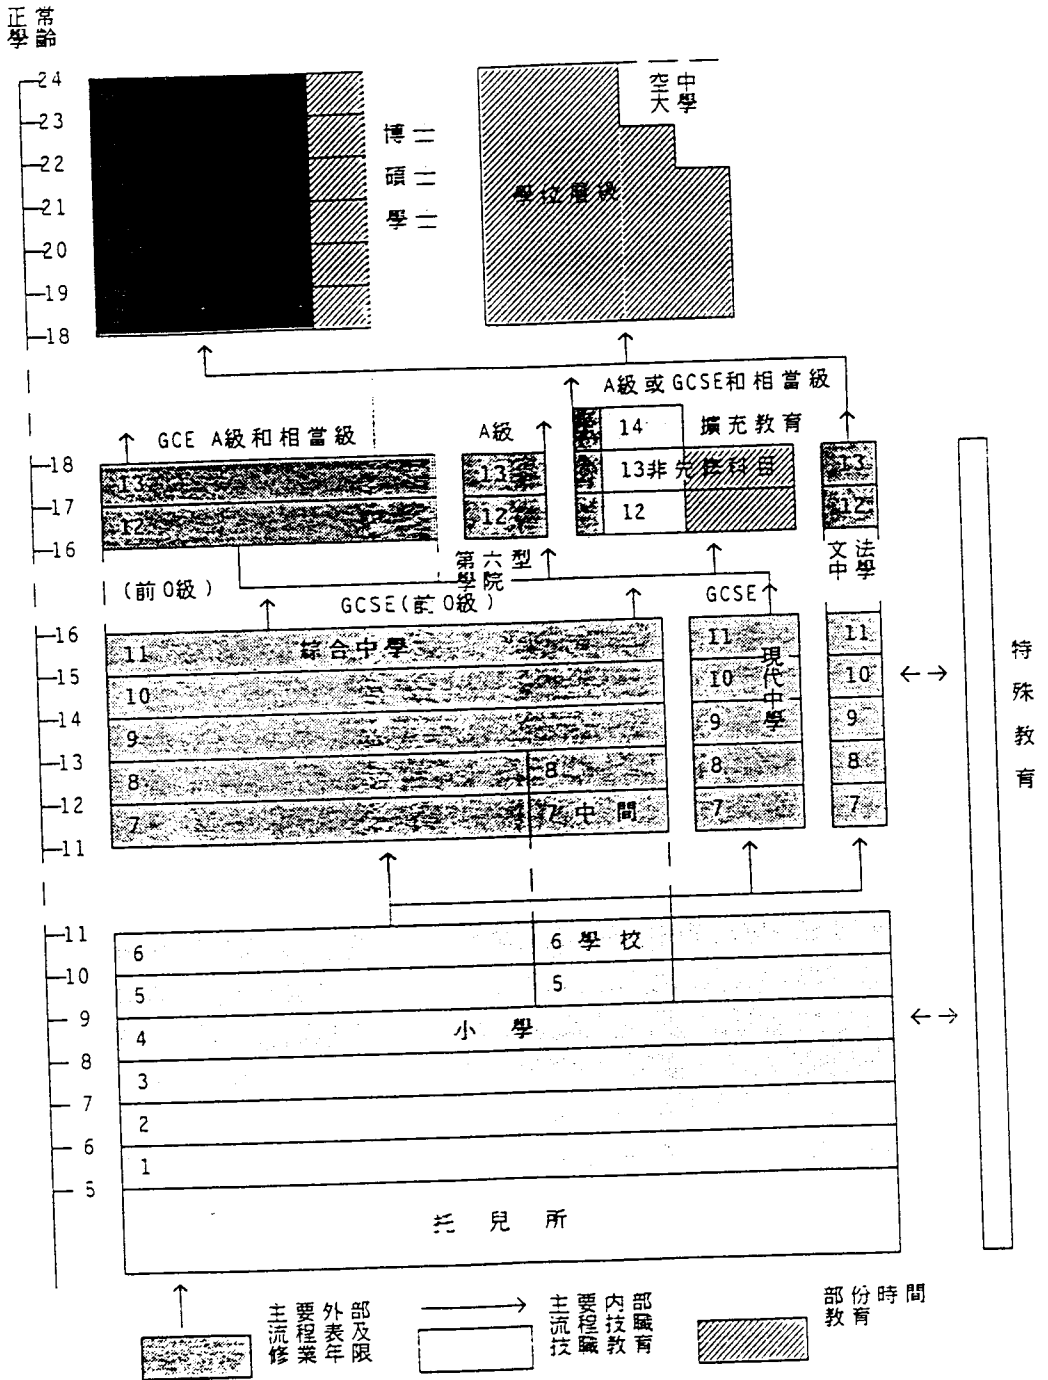 正常
學齡
24
23
22
21
20
19
18
博士
碩士
學士
空中
大學
學位層級
18
17
16
GCE A級和相當級
13
12
A級
13
12
第六型
學院
A級或GCSE和相當級
14
13非先修科目
12
擴充教育
13
12
文法
中學
(前O級)
GCSE(前O級)
GCSE
16
15
14
13
12
11
11 綜合中學
10
9
8
7
8
7 中間
11
10
9
8
7
現代中學
11
10
9
8
7
特殊教育
11
10
9
8
7
6
5
6
5
4 小學
3
2
1
6 學校
5
托兒所
主要外部
流程表及
修業年限
主要內部
流程技職
技職教育
部份時間
教育